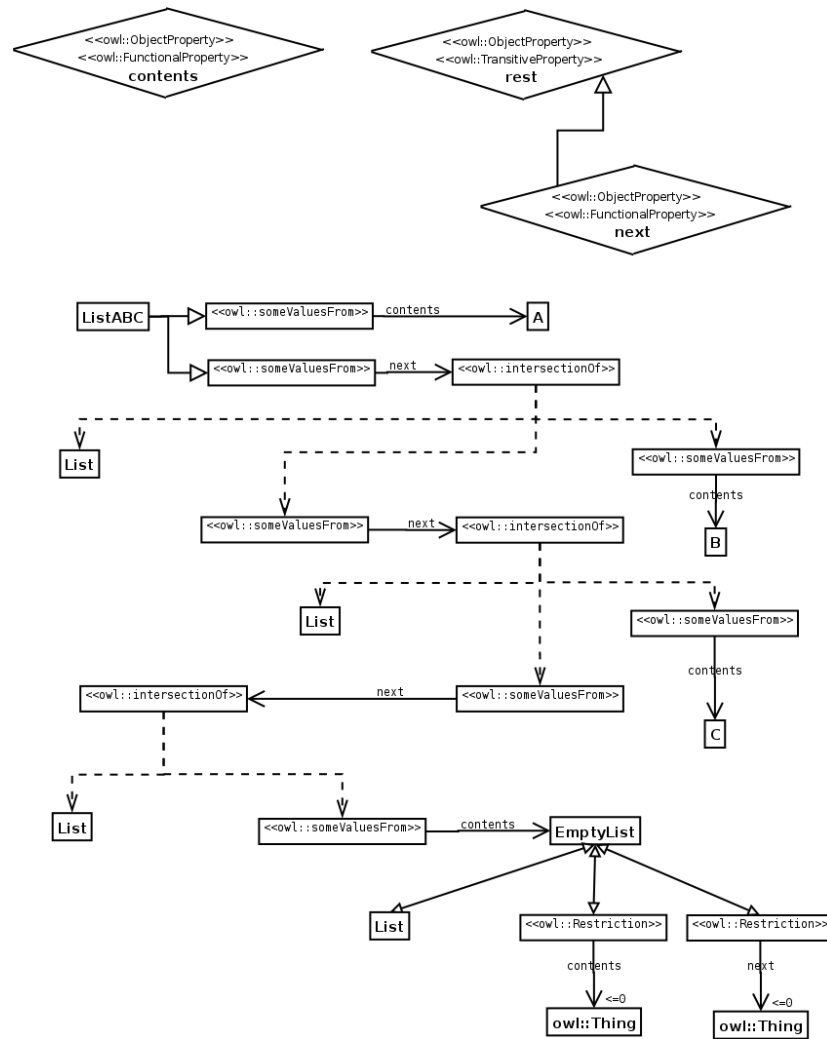 <<owl::ObjectProperty>>
<<owl::FunctionalProperty>>
contents
<<owl::ObjectProperty>>
<<owl::TransitiveProperty>>
rest
<<owl::ObjectProperty>>
<<owl::FunctionalProperty>>
next
ListABC
<<owl::someValuesFrom>>
contents
A
<<owl::someValuesFrom>>
next
<<owl::intersectionOf>>
List
<<owl::someValuesFrom>>
contents
B
<<owl::someValuesFrom>>
next
<<owl::intersectionOf>>
List
<<owl::someValuesFrom>>
contents
C
<<owl::intersectionOf>>
next
<<owl::someValuesFrom>>
List
<<owl::someValuesFrom>>
contents
EmptyList
List
<<owl::Restriction>>
<<owl::Restriction>>
contents
next
<=0
<=0
owl::Thing
owl::Thing